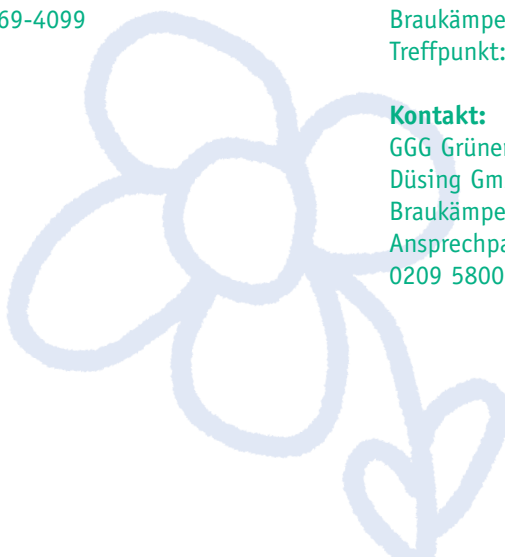 69-4099
Braukämpe
Treffpunkt:
Kontakt:
GGG Grüner
Düsing Gm
Braukämpe
Ansprechpa
0209 5800